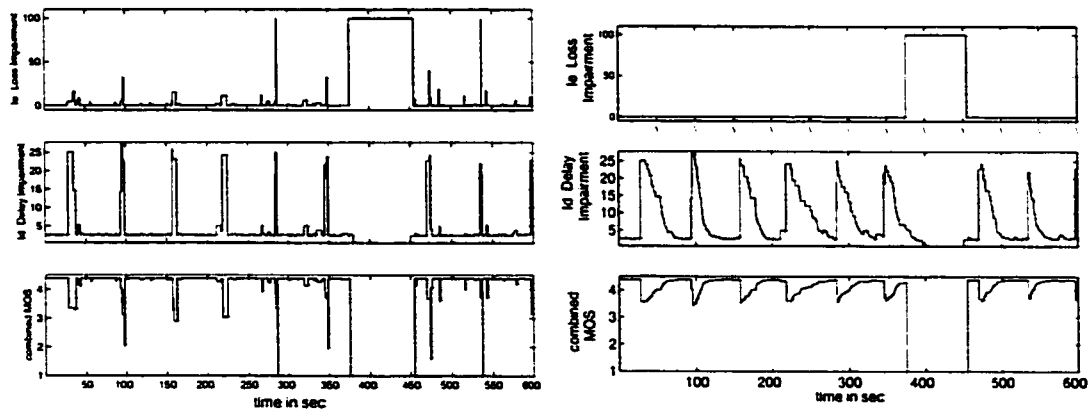 Ie Loss Impairment
100
50
0
Id Delay Impairment
25
20
15
10
5
combined MOS
4
3
2
1
50 100 150 200 250 300 350 400 450 500 550 600
time in sec
Ie Loss
Impairment
100
50
0
Id Delay
Impairment
25
20
15
10
5
combined
MOS
4
3
2
1
100 200 300 400 500 600
time in sec